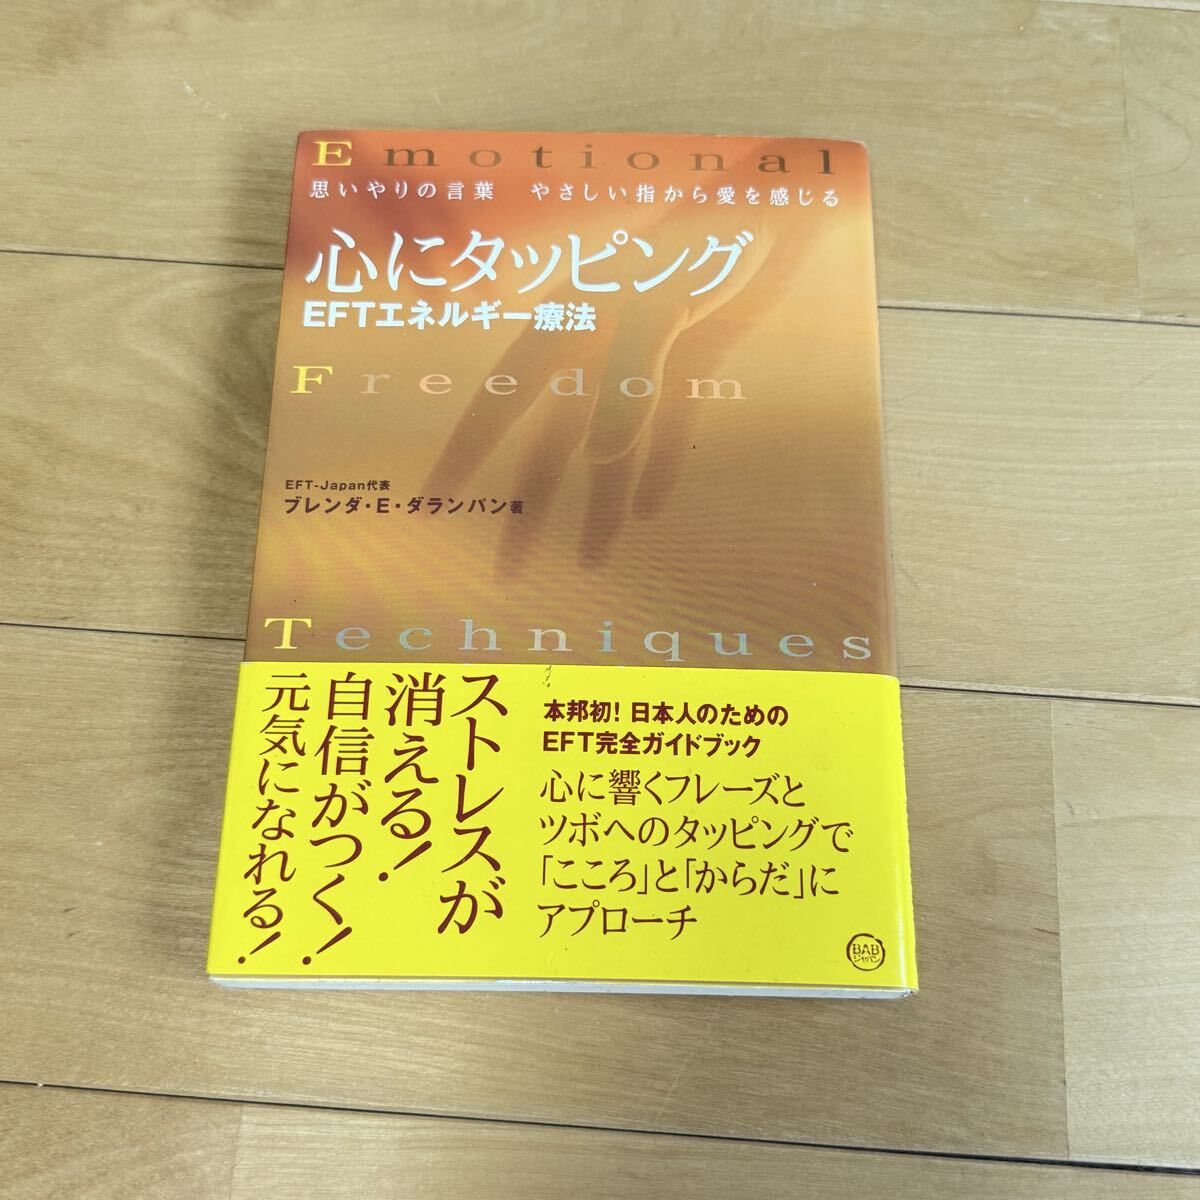 Emotional
思いやりの言葉　やさしい指から愛を感じる
心にタッピング
EFTエネルギー療法
Freedom
EFT-Japan代表
ブレンダ・E・ダランパン著
Techniques
ストレスが
消える！
自信がつく！
元気になれる！
本邦初！日本人のための
EFT完全ガイドブック
心に響くフレーズと
ツボへのタッピングで
「こころ」と「からだ」に
アプローチ
BAB
ジャパン